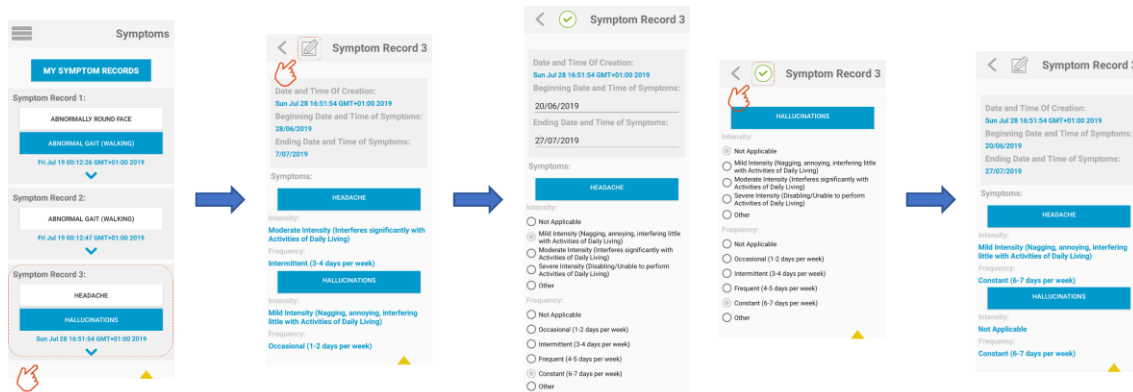 Symptoms
MY SYMPTOM RECORDS
Symptom Record 1:
ABNORMALLY ROUND FACE
ABNORMAL GAIT (WALKING)
Fri Jul 19 00:12:26 GMT+01:00 2019
Symptom Record 2:
ABNORMAL GAIT (WALKING)
Fri Jul 19 00:12:47 GMT+01:00 2019
Symptom Record 3:
HEADACHE
HALLUCINATIONS
Sun Jul 28 16:51:54 GMT+01:00 2019
Symptom Record 3
Date and Time Of Creation:
Sun Jul 28 16:51:54 GMT+01:00 2019
Beginning Date and Time of Symptoms:
28/06/2019
Ending Date and Time of Symptoms:
7/07/2019
Symptoms:
HEADACHE
Intensity:
Moderate Intensity (Interferes significantly with
Activities of Daily Living)
Frequency:
Intermittent (3-4 days per week)
HALLUCINATIONS
Intensity:
Mild Intensity (Nagging, annoying, interfering
little with Activities of Daily Living)
Frequency:
Occasional (1-2 days per week)
Symptom Record 3
Date and Time Of Creation:
Sun Jul 28 16:51:54 GMT+01:00 2019
Beginning Date and Time of Symptoms:
20/06/2019
Ending Date and Time of Symptoms:
27/07/2019
Symptoms:
HEADACHE
Intensity:
Not Applicable
Mild Intensity (Nagging, annoying, interfering little
with Activities of Daily Living)
Moderate Intensity (Interferes significantly with
Activities of Daily Living)
Severe Intensity (Disabling/Unable to perform
Activities of Daily Living)
Other
Frequency:
Not Applicable
Occasional (1-2 days per week)
Intermittent (3-4 days per week)
Frequent (4-5 days per week)
Constant (6-7 days per week)
Other
Symptom Record 3
HALLUCINATIONS
Intensity:
Not Applicable
Mild Intensity (Nagging, annoying, interfering little
with Activities of Daily Living)
Moderate Intensity (Interferes significantly with
Activities of Daily Living)
Severe Intensity (Disabling/Unable to perform
Activities of Daily Living)
Other
Frequency:
Not Applicable
Occasional (1-2 days per week)
Intermittent (3-4 days per week)
Frequent (4-5 days per week)
Constant (6-7 days per week)
Other
Symptom Record 3
Date and Time Of Creation:
Sun Jul 28 16:51:54 GMT+01:00 2019
Beginning Date and Time of Symptoms:
20/06/2019
Ending Date and Time of Symptoms:
27/07/2019
Symptoms:
HEADACHE
Intensity:
Mild Intensity (Nagging, annoying, interfering
little with Activities of Daily Living)
Frequency:
Constant (6-7 days per week)
HALLUCINATIONS
Intensity:
Not Applicable
Frequency:
Constant (6-7 days per week)